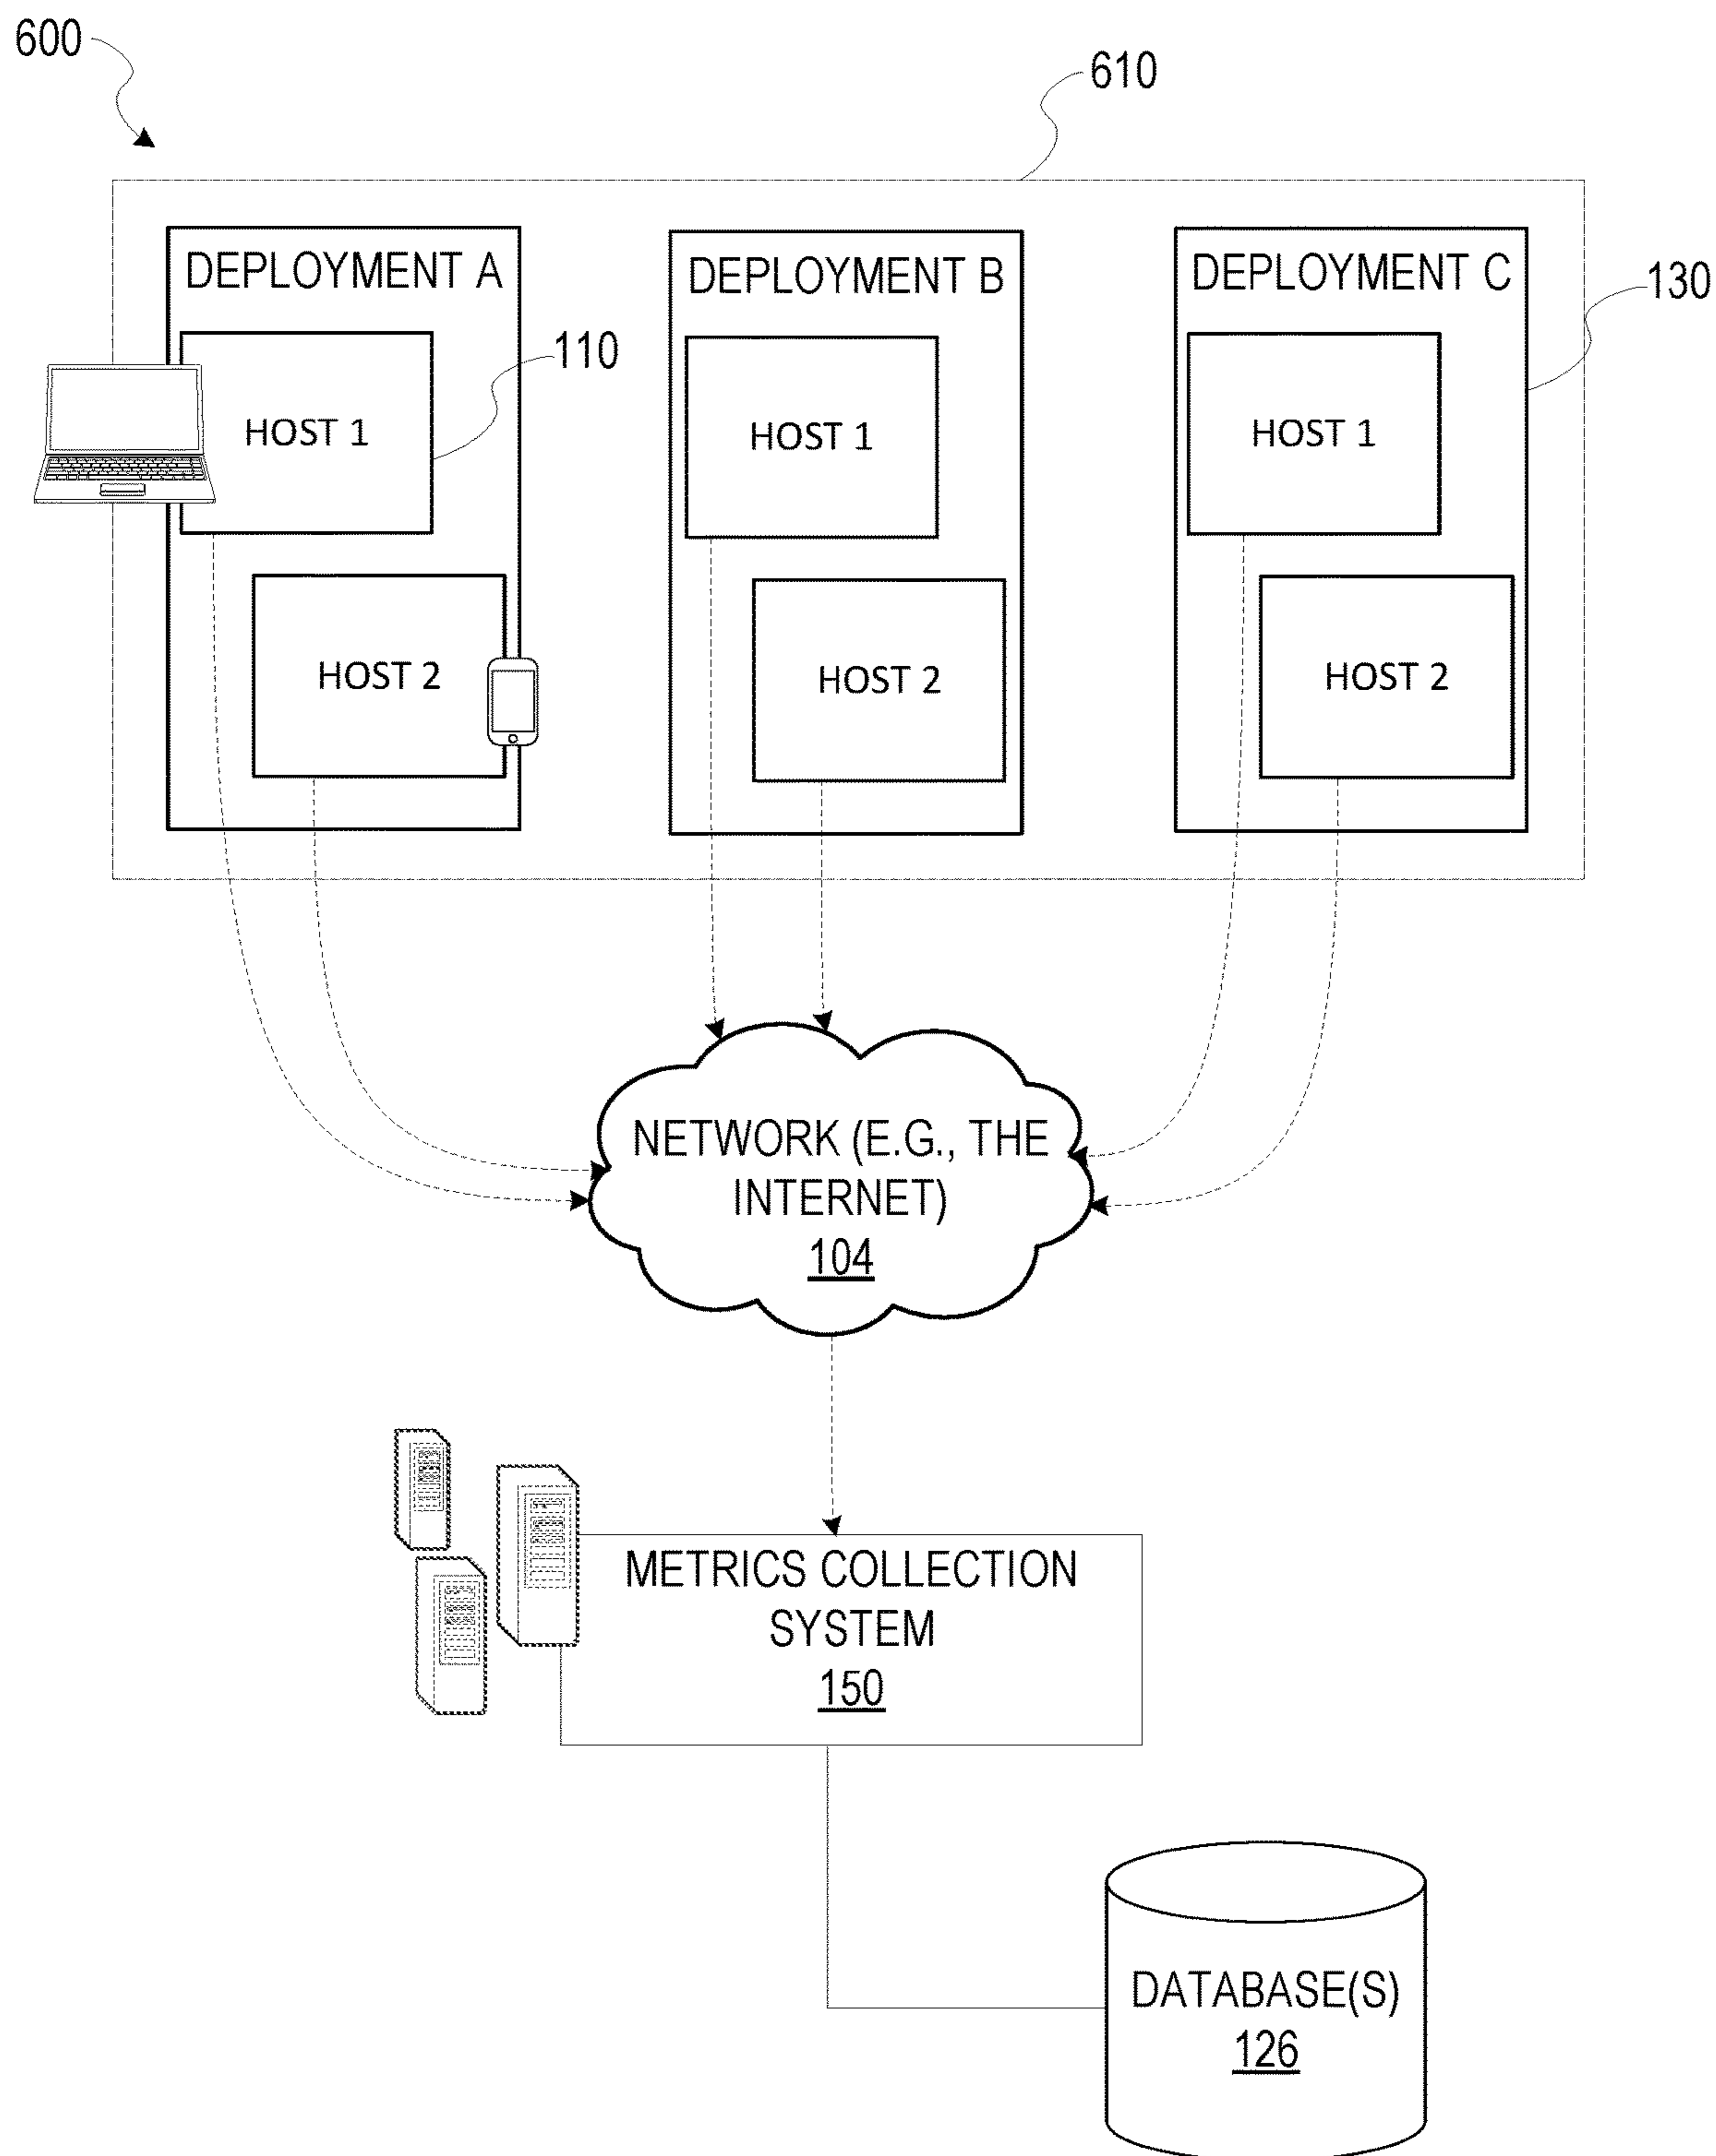 600
610
DEPLOYMENT A
DEPLOYMENT B
DEPLOYMENT C
130
110
HOST 1
HOST 1
HOST 1
HOST 2
HOST 2
HOST 2
NETWORK (E.G., THE
INTERNET)
104
METRICS COLLECTION
SYSTEM
150
DATABASE(S)
126